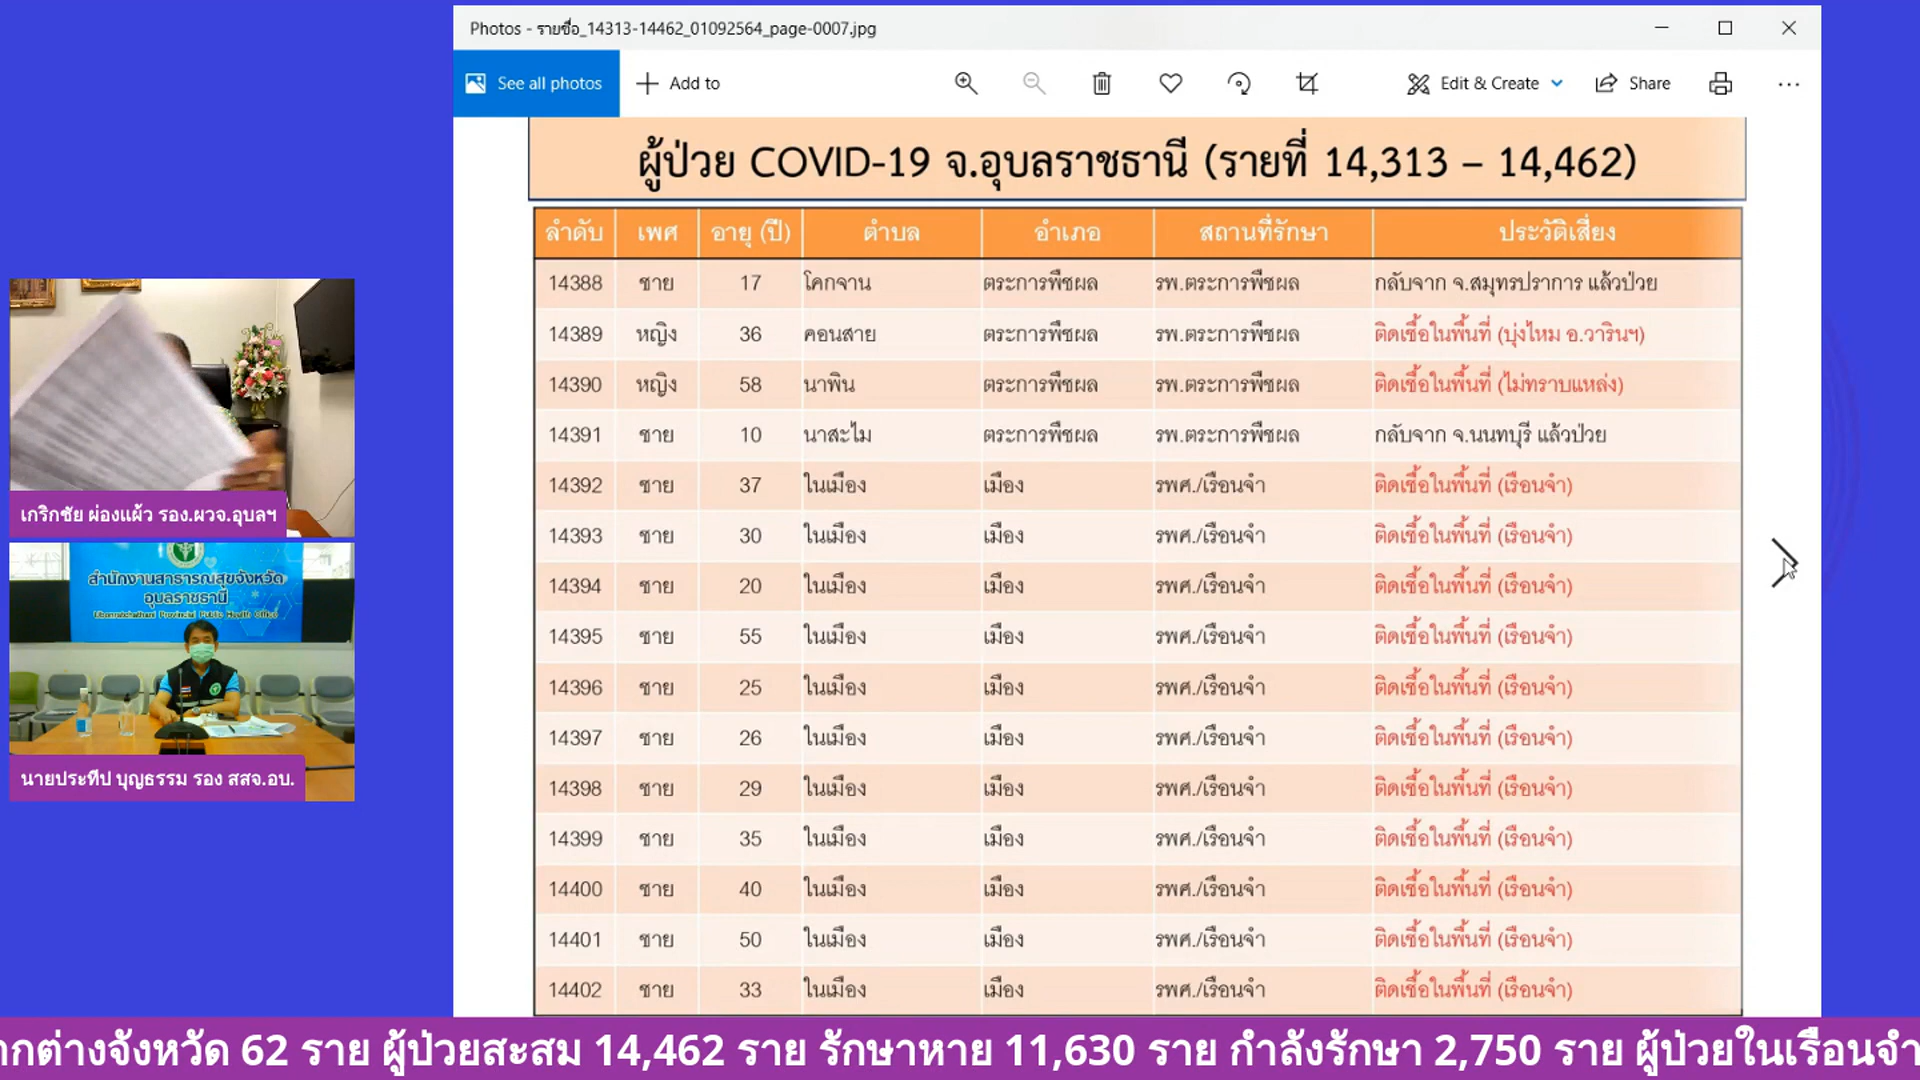 Photos - รายชื่อ_14313-14462_01092564_page-0007.jpg
See all photos
Add to
Edit & Create
Share
ผู้ป่วย COVID-19 จ.อุบลราชธานี (รายที่ 14,313 – 14,462)
ลำดับ เพศ อายุ (ปี) ตำบล อำเภอ สถานที่รักษา ประวัติเสี่ยง
14388 ชาย 17 โคกจาน ตระการพืชผล รพ.ตระการพืชผล กลับจาก จ.สมุทรปราการ แล้วป่วย
14389 หญิง 36 คอนสาย ตระการพืชผล รพ.ตระการพืชผล ติดเชื้อในพื้นที่ (บุ่งไหม อ.วารินฯ)
14390 หญิง 58 นาพิน ตระการพืชผล รพ.ตระการพืชผล ติดเชื้อในพื้นที่ (ไม่ทราบแหล่ง)
14391 ชาย 10 นาสะไม ตระการพืชผล รพ.ตระการพืชผล กลับจาก จ.นนทบุรี แล้วป่วย
14392 ชาย 37 ในเมือง เมือง รพศ./เรือนจำ ติดเชื้อในพื้นที่ (เรือนจำ)
14393 ชาย 30 ในเมือง เมือง รพศ./เรือนจำ ติดเชื้อในพื้นที่ (เรือนจำ)
14394 ชาย 20 ในเมือง เมือง รพศ./เรือนจำ ติดเชื้อในพื้นที่ (เรือนจำ)
14395 ชาย 55 ในเมือง เมือง รพศ./เรือนจำ ติดเชื้อในพื้นที่ (เรือนจำ)
14396 ชาย 25 ในเมือง เมือง รพศ./เรือนจำ ติดเชื้อในพื้นที่ (เรือนจำ)
14397 ชาย 26 ในเมือง เมือง รพศ./เรือนจำ ติดเชื้อในพื้นที่ (เรือนจำ)
14398 ชาย 29 ในเมือง เมือง รพศ./เรือนจำ ติดเชื้อในพื้นที่ (เรือนจำ)
14399 ชาย 35 ในเมือง เมือง รพศ./เรือนจำ ติดเชื้อในพื้นที่ (เรือนจำ)
14400 ชาย 40 ในเมือง เมือง รพศ./เรือนจำ ติดเชื้อในพื้นที่ (เรือนจำ)
14401 ชาย 50 ในเมือง เมือง รพศ./เรือนจำ ติดเชื้อในพื้นที่ (เรือนจำ)
14402 ชาย 33 ในเมือง เมือง รพศ./เรือนจำ ติดเชื้อในพื้นที่ (เรือนจำ)
เกริกชัย ผ่องแผ้ว รอง.ผวจ.อุบลฯ
สำนักงานสาธารณสุขจังหวัด
อุบลราชธานี
Ubonratchathani Provincial Public Health Office
นายประทีป บุญธรรม รอง สสจ.อบ.
ากต่างจังหวัด 62 ราย ผู้ป่วยสะสม 14,462 ราย รักษาหาย 11,630 ราย กำลังรักษา 2,750 ราย ผู้ป่วยในเรือนจำ